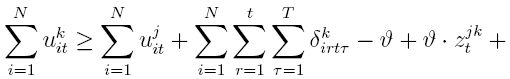 \sum_{i=1}^{N} u_{it}^{k} \geq \sum_{i=1}^{N} u_{it}^{j} + \sum_{i=1}^{N} \sum_{r=1}^{t} \sum_{\tau=1}^{T} \delta_{irt\tau}^{k} - \vartheta + \vartheta \cdot z_{t}^{jk} +